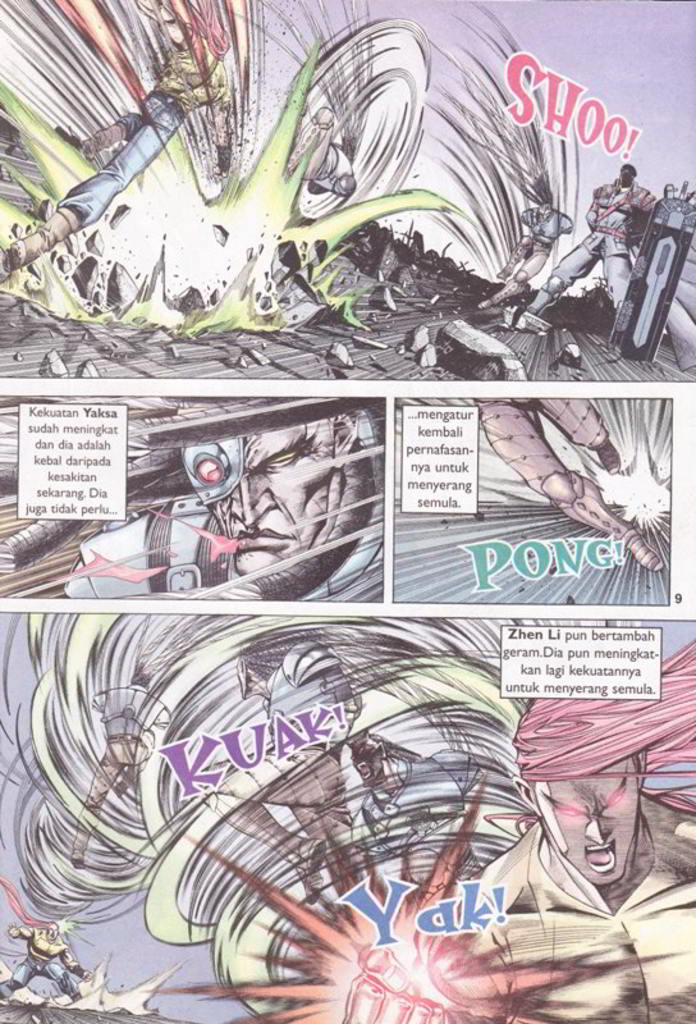 SHOO!
Kekuatan Yaksa
sudah meningkat
dan dia adalah
kebal daripada
kesakitan
sekarang. Dia
juga tidak perlu...
...mengatur
kembali
pernafasan-
nya untuk
menyerang
semula.
PONG!
9
Zhen Li pun bertambah
geram.Dia pun meningkat-
kan lagi kekuatannya
untuk menyerang semula.
KUAK!
Yak!